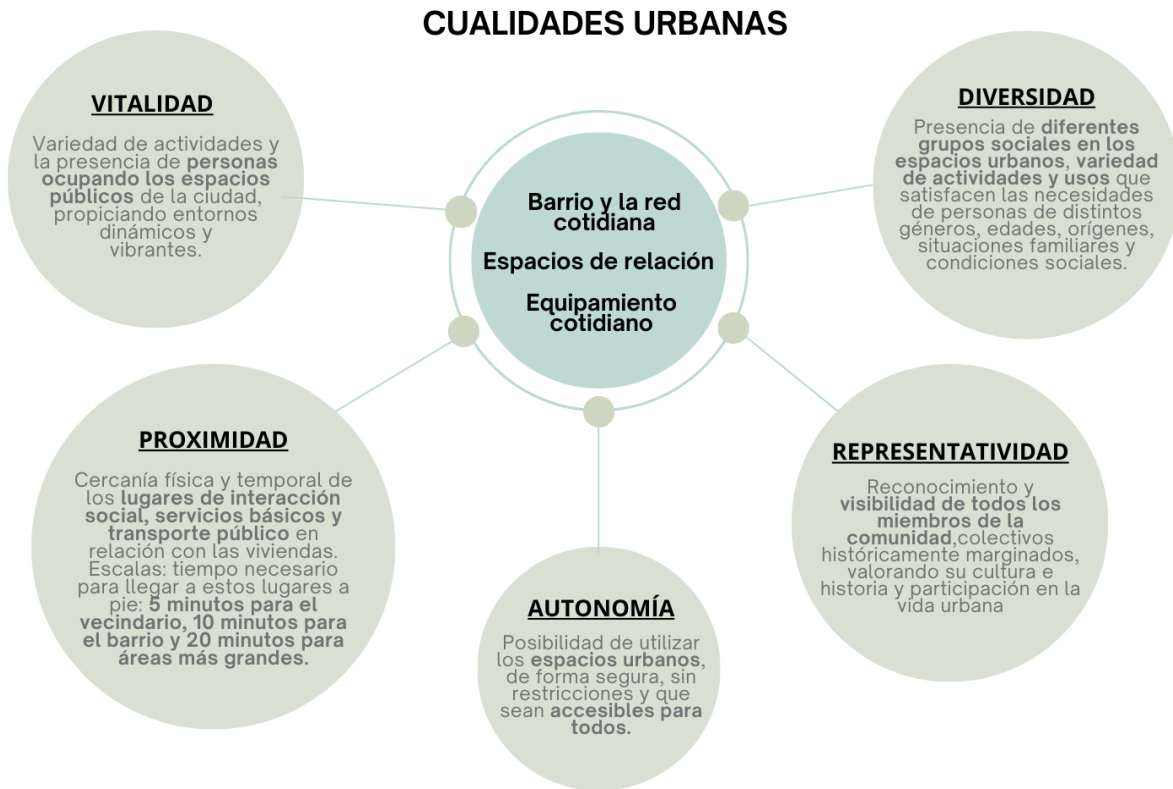 CUALIDADES URBANAS
VITALIDAD
Variedad de actividades y
la presencia de personas
ocupando los espacios
públicos de la ciudad,
propiciando entornos
dinámicos y
vibrantes.
Barrio y la red
cotidiana
Espacios de relación
Equipamiento
cotidiano
DIVERSIDAD
Presencia de diferentes
grupos sociales en los
espacios urbanos, variedad
de actividades y usos que
satisfacen las necesidades
de personas de distintos
géneros, edades, orígenes,
situaciones familiares y
condiciones sociales.
PROXIMIDAD
Cercanía física y temporal de
los lugares de interacción
social, servicios básicos y
transporte público en
relación con las viviendas.
Escalas: tiempo necesario
para llegar a estos lugares a
pie: 5 minutos para el
vecindario, 10 minutos para
el barrio y 20 minutos para
áreas más grandes.
AUTONOMÍA
Posibilidad de utilizar
los espacios urbanos,
de forma segura, sin
restricciones y que
sean accesibles para
todos.
REPRESENTATIVIDAD
Reconocimiento y
visibilidad de todos los
miembros de la
comunidad,colectivos
históricamente marginados,
valorando su cultura e
historia y participación en la
vida urbana